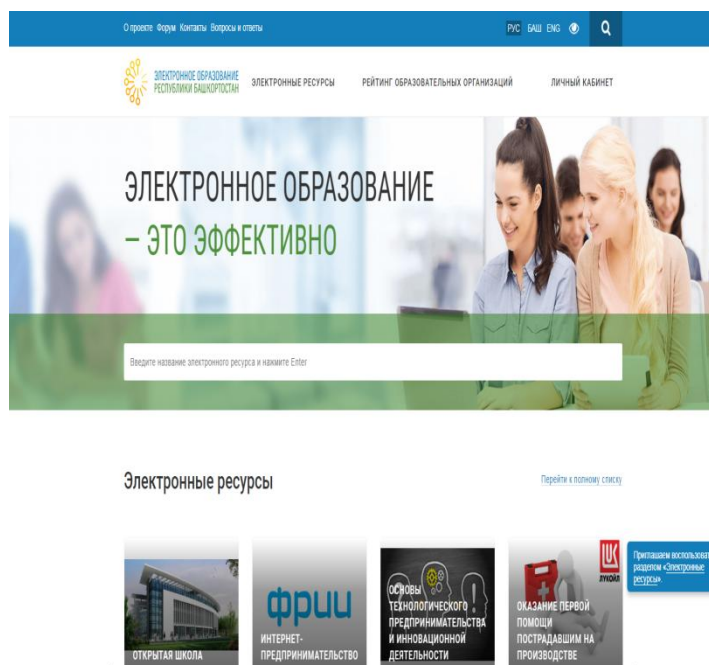 О проекте Форум Контакты Вопросы и ответы
РУС БАШ ENG
ЭЛЕКТРОННОЕ ОБРАЗОВАНИЕ
РЕСПУБЛИКИ БАШКОРТОСТАН
ЭЛЕКТРОННЫЕ РЕСУРСЫ
РЕЙТИНГ ОБРАЗОВАТЕЛЬНЫХ ОРГАНИЗАЦИЙ
ЛИЧНЫЙ КАБИНЕТ
ЭЛЕКТРОННОЕ ОБРАЗОВАНИЕ
– ЭТО ЭФФЕКТИВНО
Введите название электронного ресурса и нажмите Enter
Электронные ресурсы
Перейти к полному списку
ОТКРЫТАЯ ШКОЛА
фрии
ИНТЕРНЕТ-
ПРЕДПРИНИМАТЕЛЬСТВО
ОСНОВЫ
ТЕХНОЛОГИЧЕСКОГО
ПРЕДПРИНИМАТЕЛЬСТВА
И ИННОВАЦИОННОЙ
ДЕЯТЕЛЬНОСТИ
ЛУКОЙЛ
ОКАЗАНИЕ ПЕРВОЙ
ПОМОЩИ
ПОСТРАДАВШИМ НА
ПРОИЗВОДСТВЕ
Приглашаем воспользоват
разделом «Электронные
ресурсы».